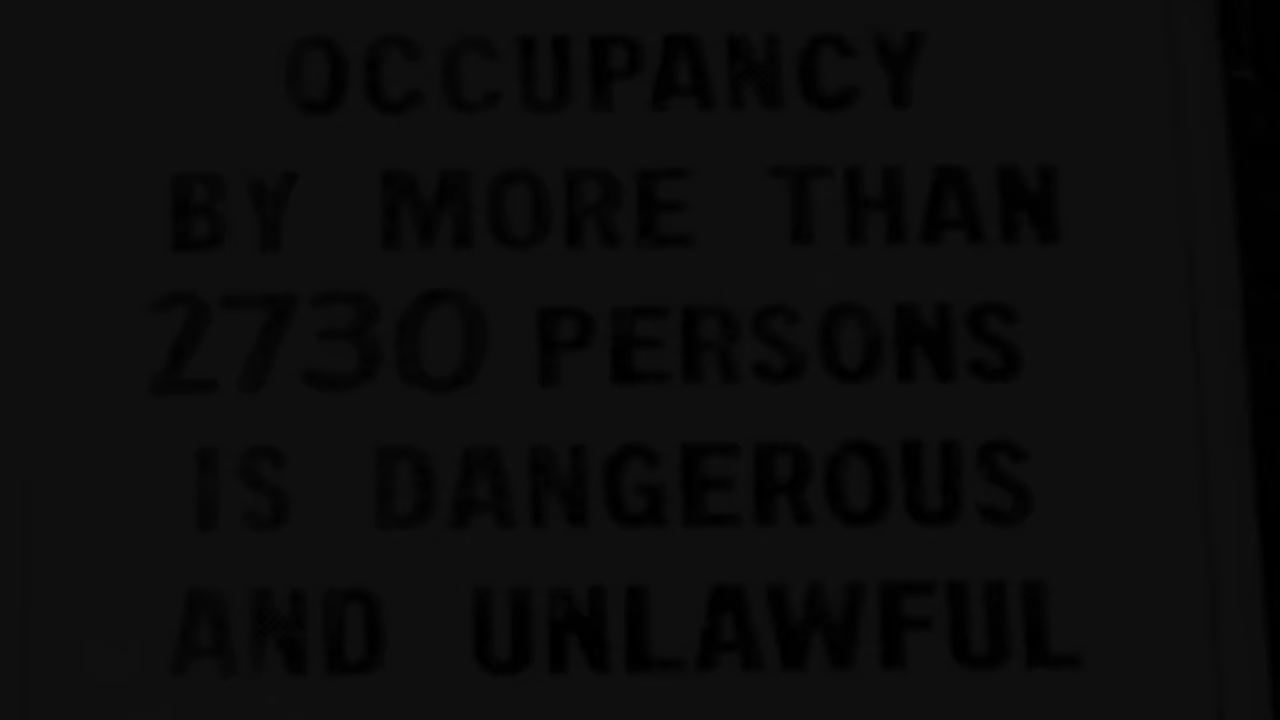 OCCUPANCY
BY MORE THAN
2730 PERSONS
IS DANGEROUS
AND UNLAWFUL